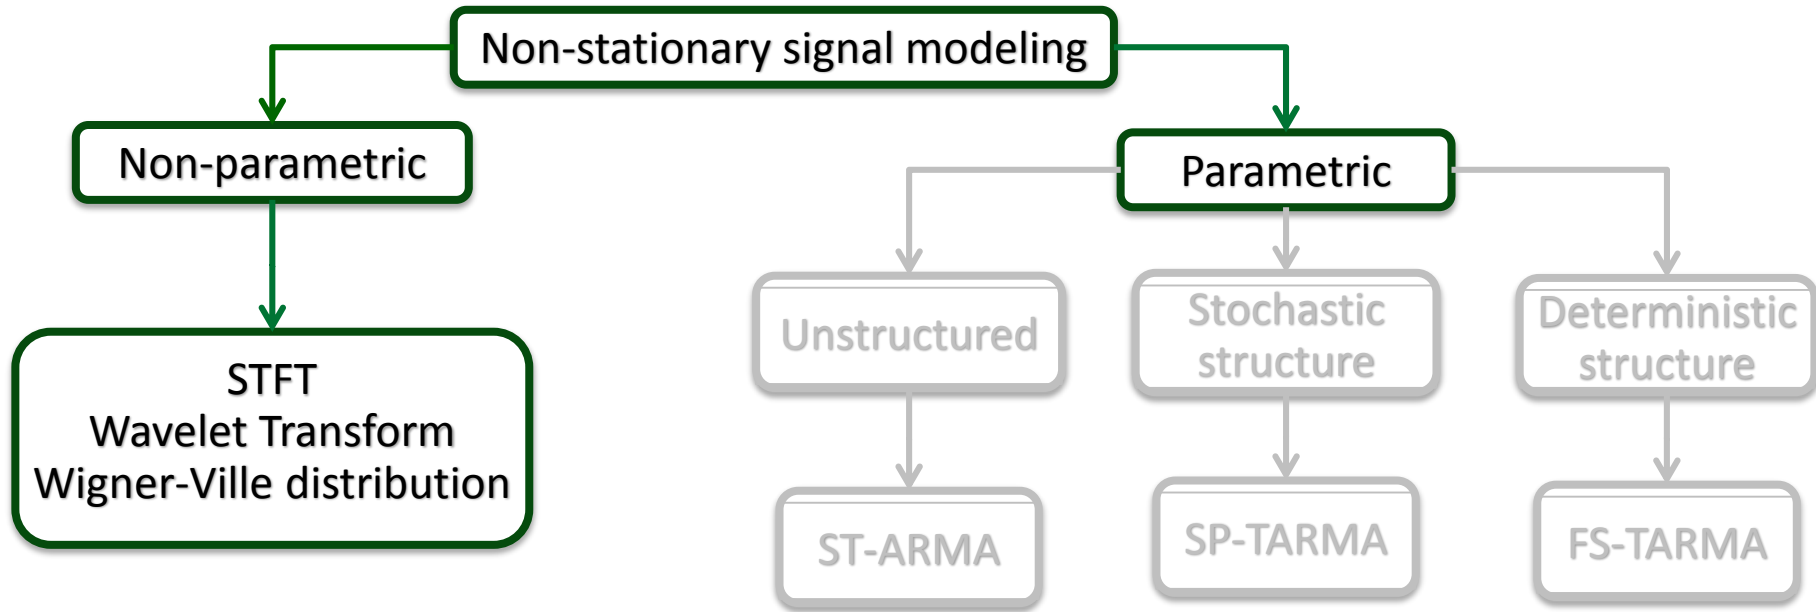 Non-stationary signal modeling
Non-parametric
Parametric
STFT
Wavelet Transform
Wigner-Ville distribution
Unstructured
Stochastic
structure
Deterministic
structure
ST-ARMA
SP-TARMA
FS-TARMA